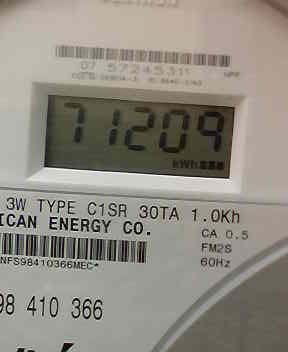 07 57245311
71209
kWh
3W TYPE C1SR 30TA 1.0Kh
ICAN ENERGY CO.
CA 0.5
FM2S
60Hz
NFS98410366MEC*
98 410 366